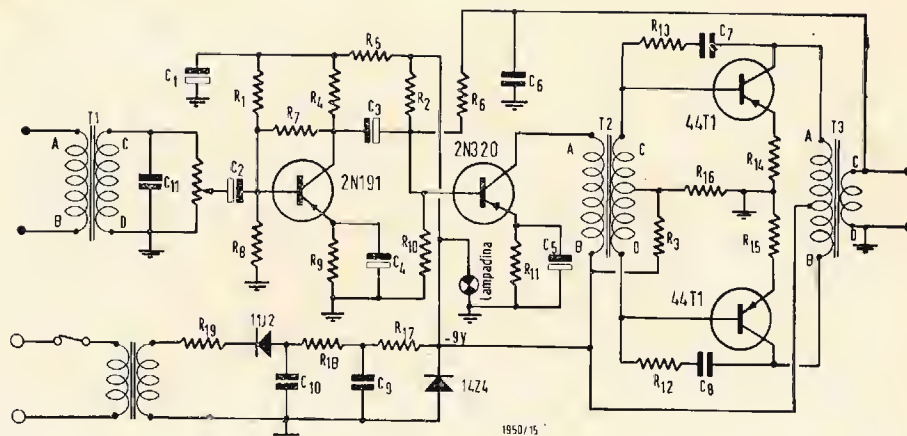 R13 C7
R5
C1 C6
R1 R4 C3 R2 R6
44T1
R7
T1 T2 T3
A C 2N320 A C A
C2 R14 C
C11 2N191 R16
B D B D R3 B D
R8 R9 C4 R10 Lampadina R11 C5 R15
44T1
R19 11J2 R18 R17 -9V
C10 C9 14Z4 R12 C8
1950/15